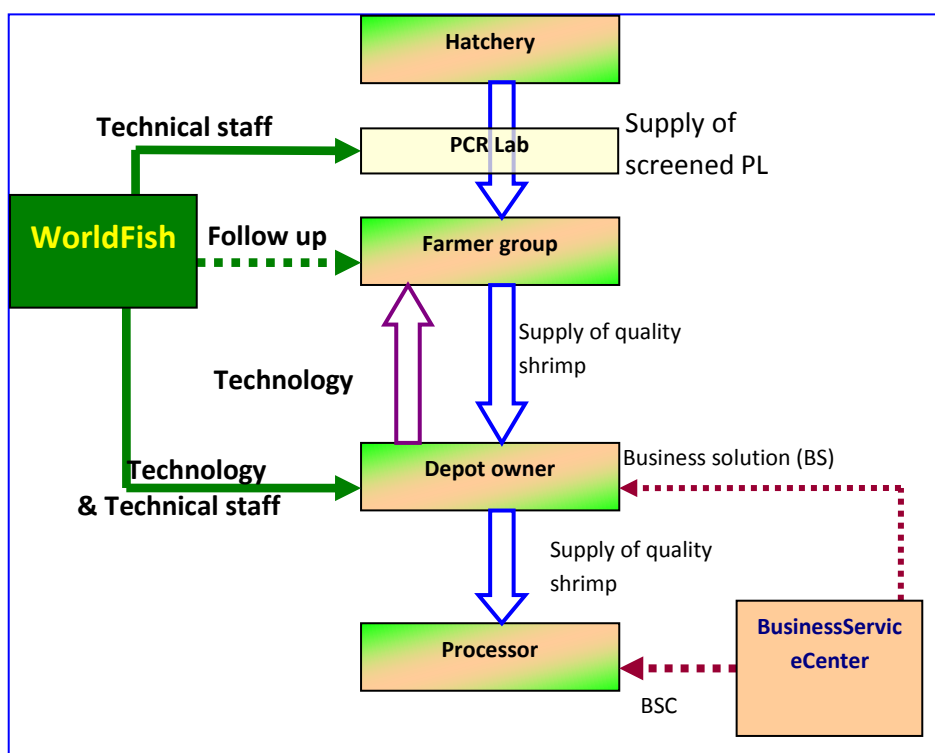 Hatchery
Technical staff
PCR Lab
Supply of
screened PL
WorldFish
Follow up
Farmer group
Supply of quality
shrimp
Technology
Depot owner
Business solution (BS)
Technology
& Technical staff
Supply of quality
shrimp
Processor
BusinessServic
eCenter
BSC